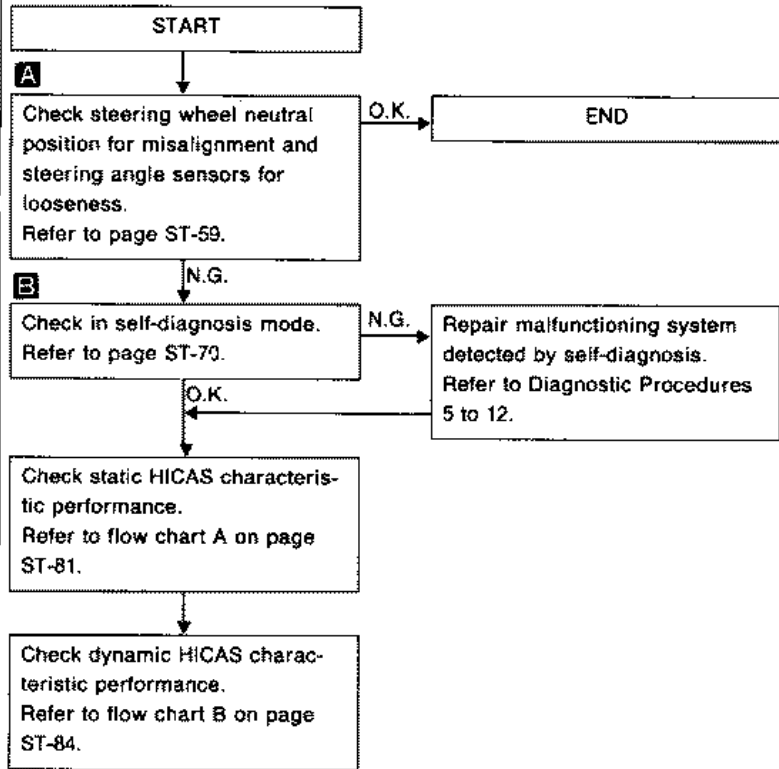 START
A
Check steering wheel neutral
position for misalignment and
steering angle sensors for
looseness.
Refer to page ST-59.
O.K.
END
N.G.
B
Check in self-diagnosis mode.
Refer to page ST-70.
N.G.
Repair malfunctioning system
detected by self-diagnosis.
Refer to Diagnostic Procedures
5 to 12.
O.K.
Check static HICAS characteris-
tic performance.
Refer to flow chart A on page
ST-81.
Check dynamic HICAS charac-
teristic performance.
Refer to flow chart B on page
ST-84.